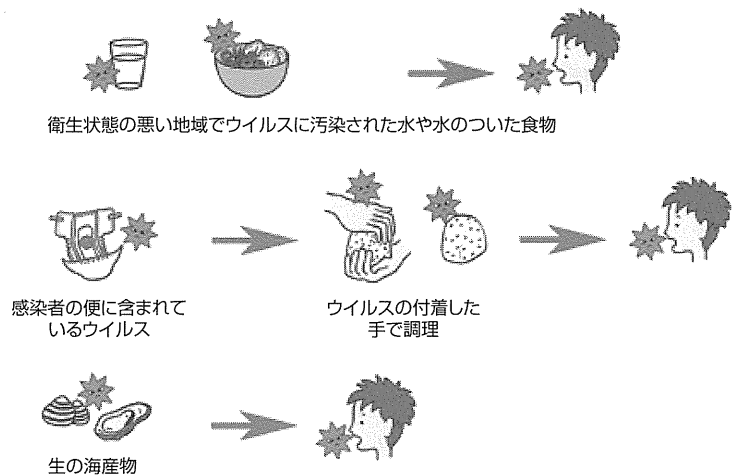 衛生状態の悪い地域でウイルスに汚染された水や水のついた食物
感染者の便に含まれて
いるウイルス
ウイルスの付着した
手で調理
生の海産物